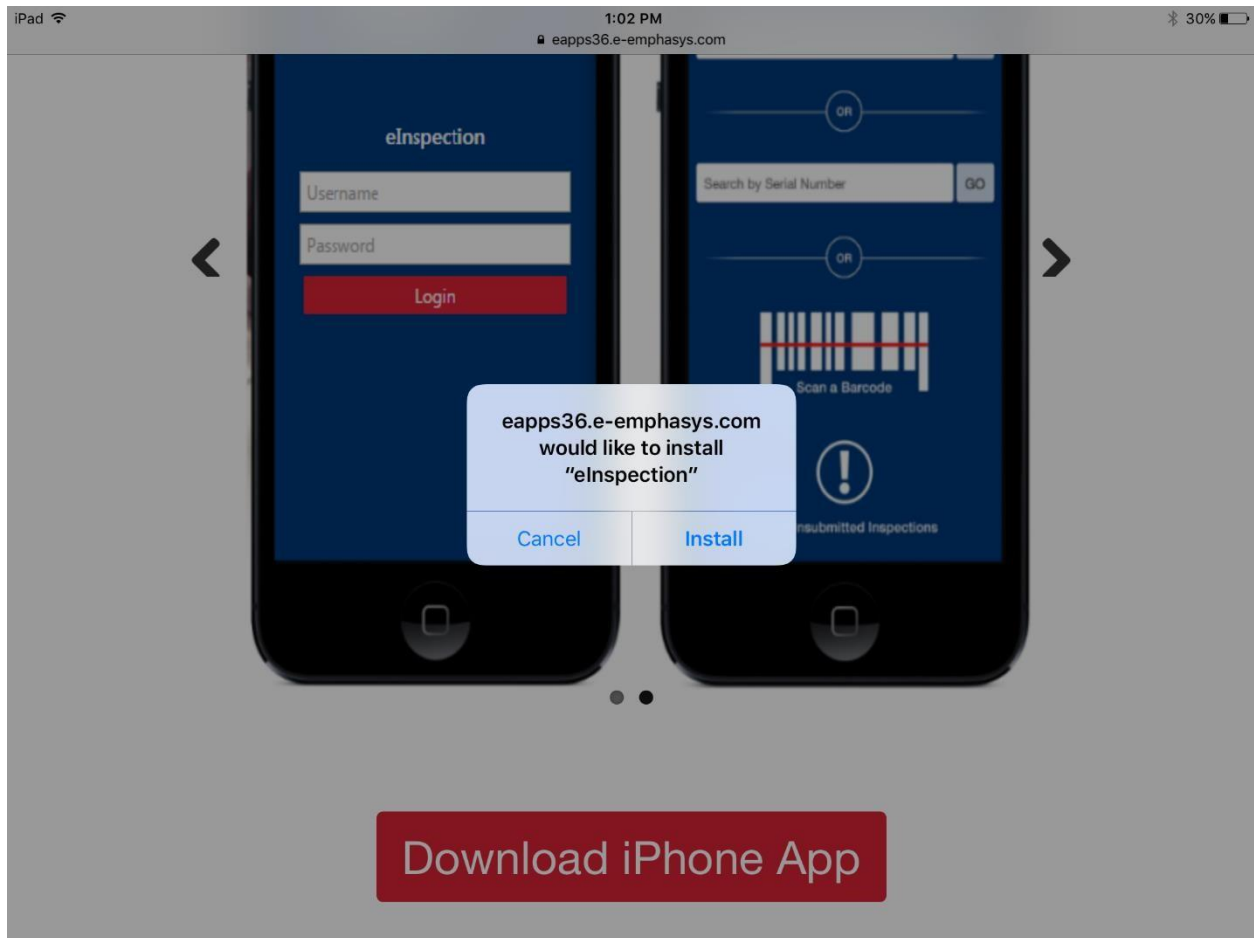 iPad 1:02 PM 30%
eapps36.e-emphasys.com
eInspection
Username
Password
Login
OR
Search by Serial Number GO
OR
Scan a Barcode
nsubmitted Inspections
eapps36.e-emphasys.com
would like to install
“eInspection”
Cancel Install
Download iPhone App